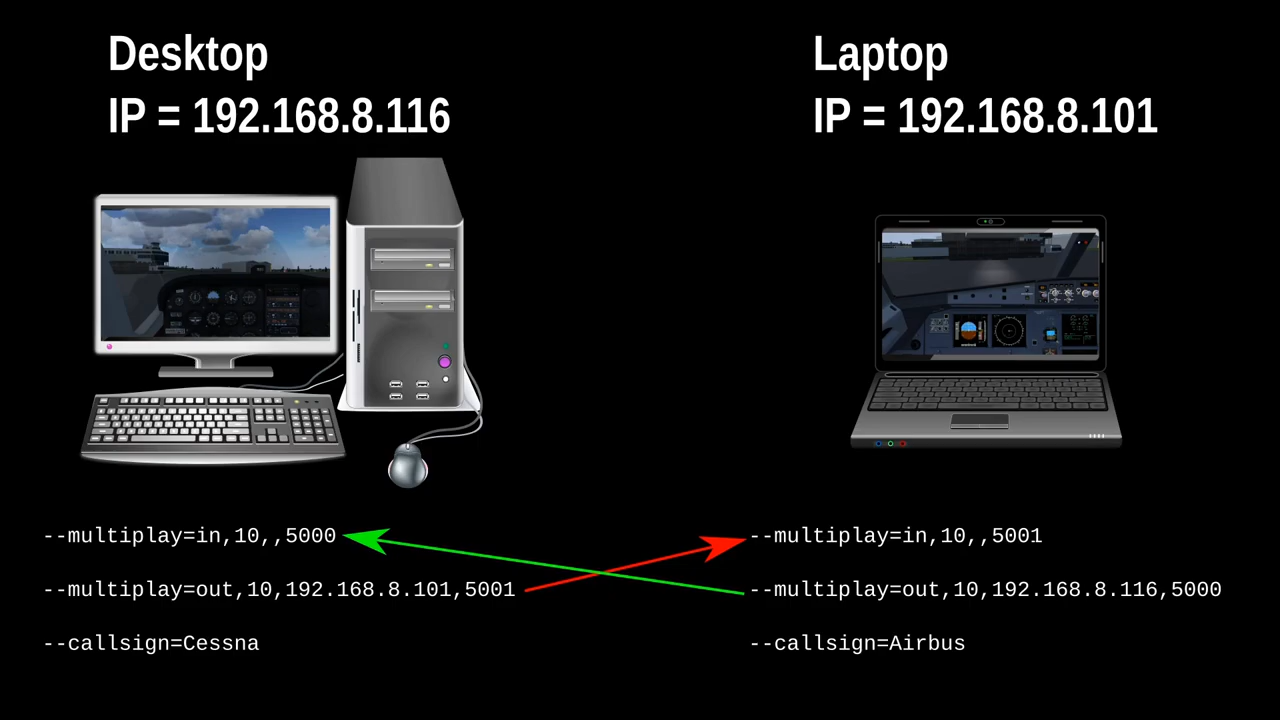 Desktop
IP = 192.168.8.116
Laptop
IP = 192.168.8.101
--multiplay=in,10,,5000
--multiplay=out,10,192.168.8.101,5001
--callsign=Cessna
--multiplay=in,10,,5001
--multiplay=out,10,192.168.8.116,5000
--callsign=Airbus